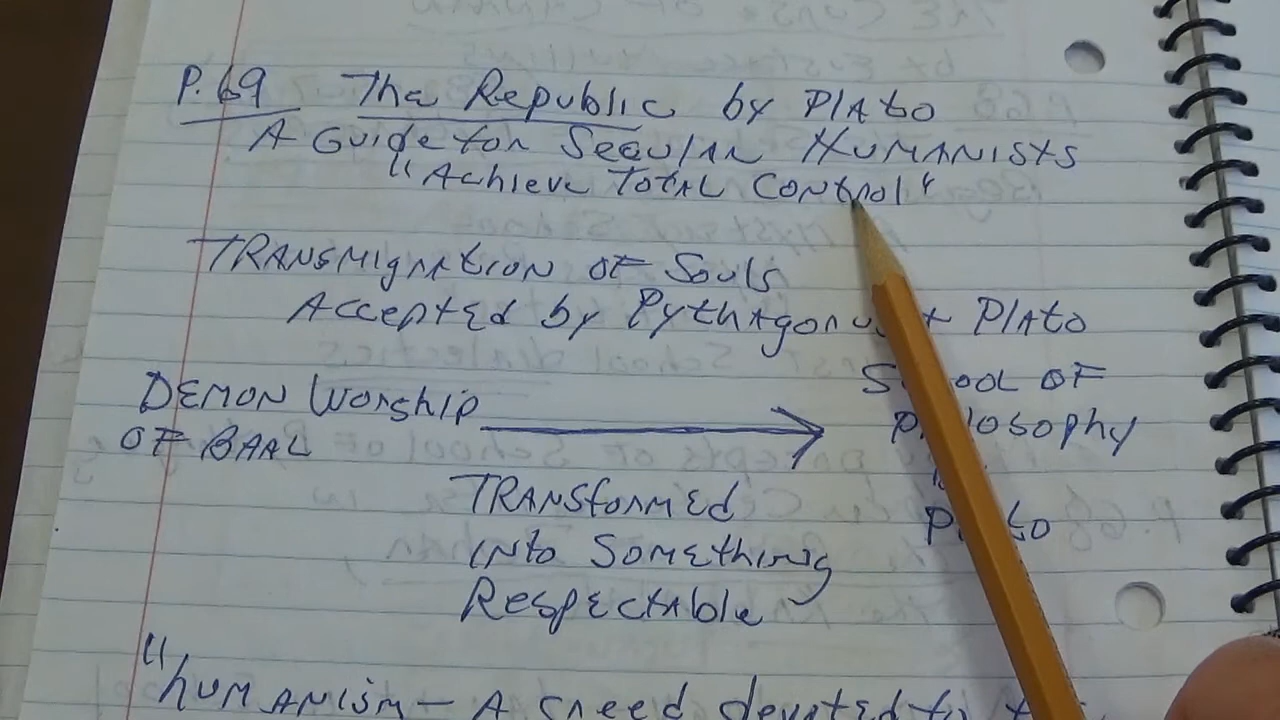 P.69 The Republic by Plato
A Guide for Secular Humanists
"Achieve Total Control"
Transmigration of Souls
Accepted by Pythagoras + Plato
Demon Worship
of Baal
School of
Philosophy
Plato
Transformed
into Something
Respectable
"humanism — A creed devoted to